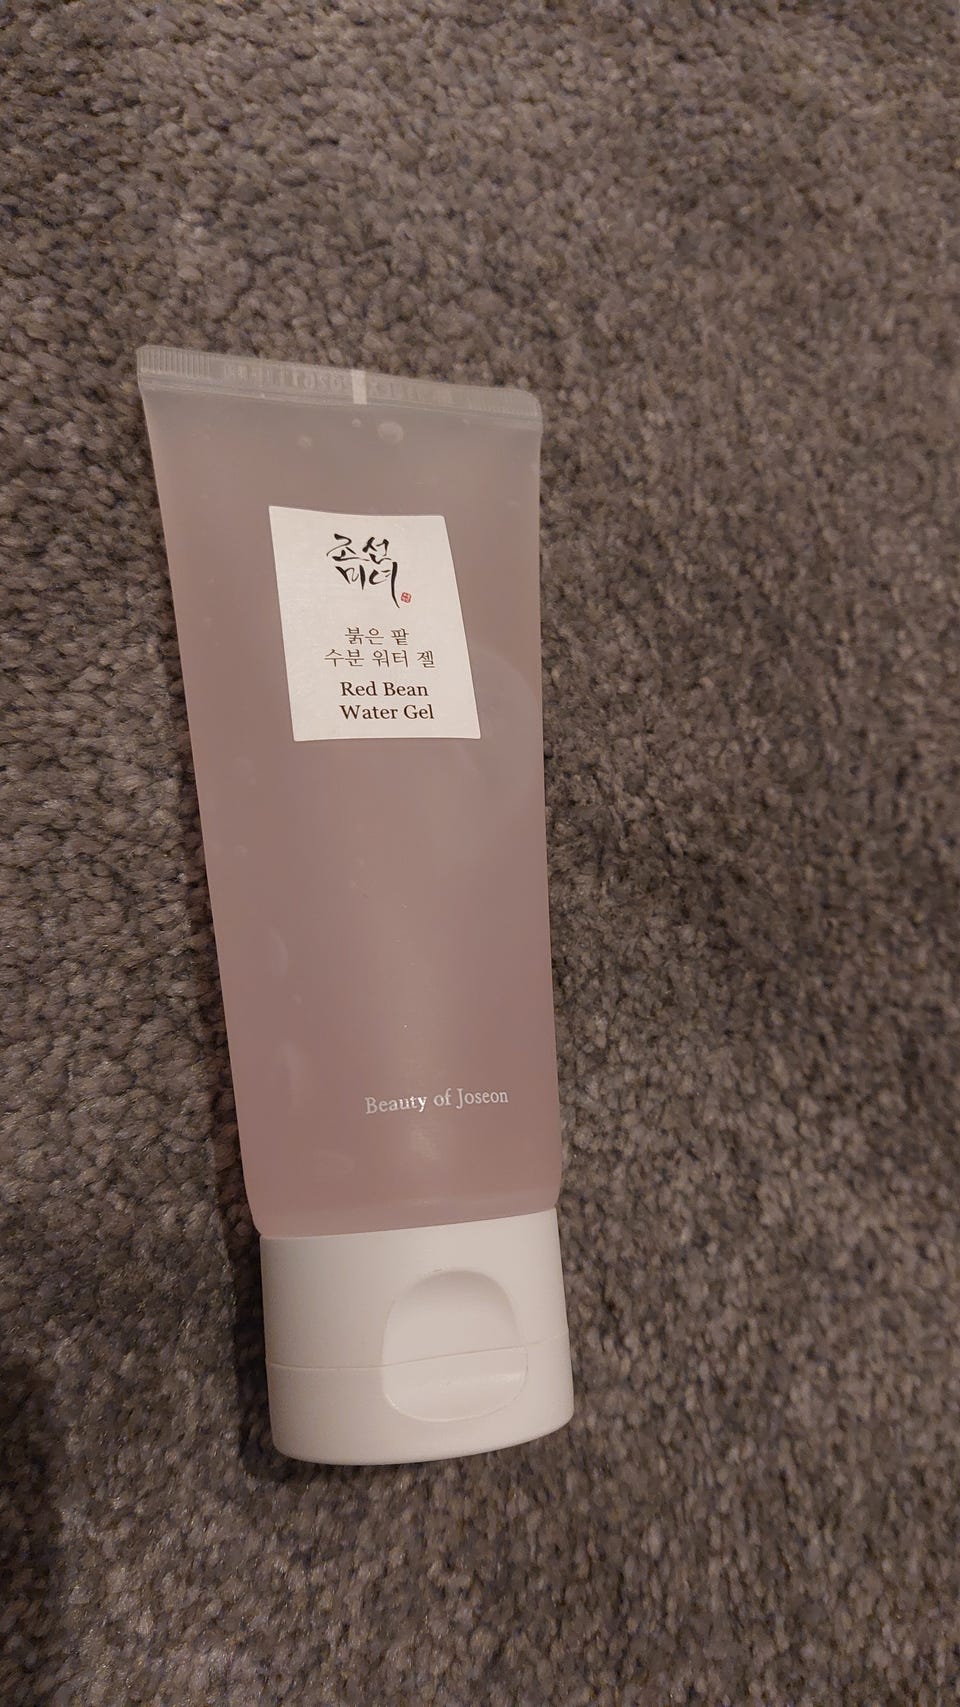 조선
미녀
붉은 팥
수분 워터 젤
Red Bean
Water Gel
Beauty of Joseon